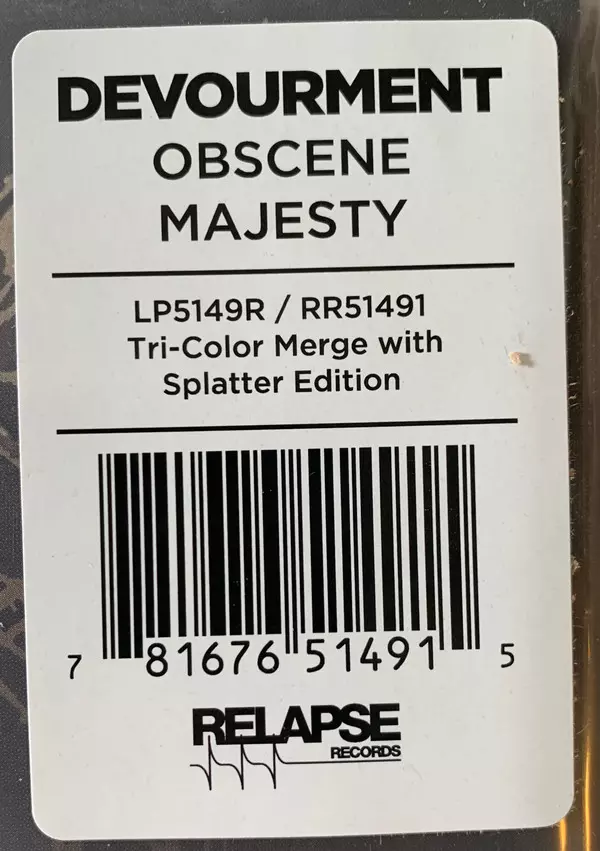 DEVOURMENT
OBSCENE
MAJESTY
LP5149R / RR51491
Tri-Color Merge with
Splatter Edition
7 81676 51491 5
RELAPSE
RECORDS